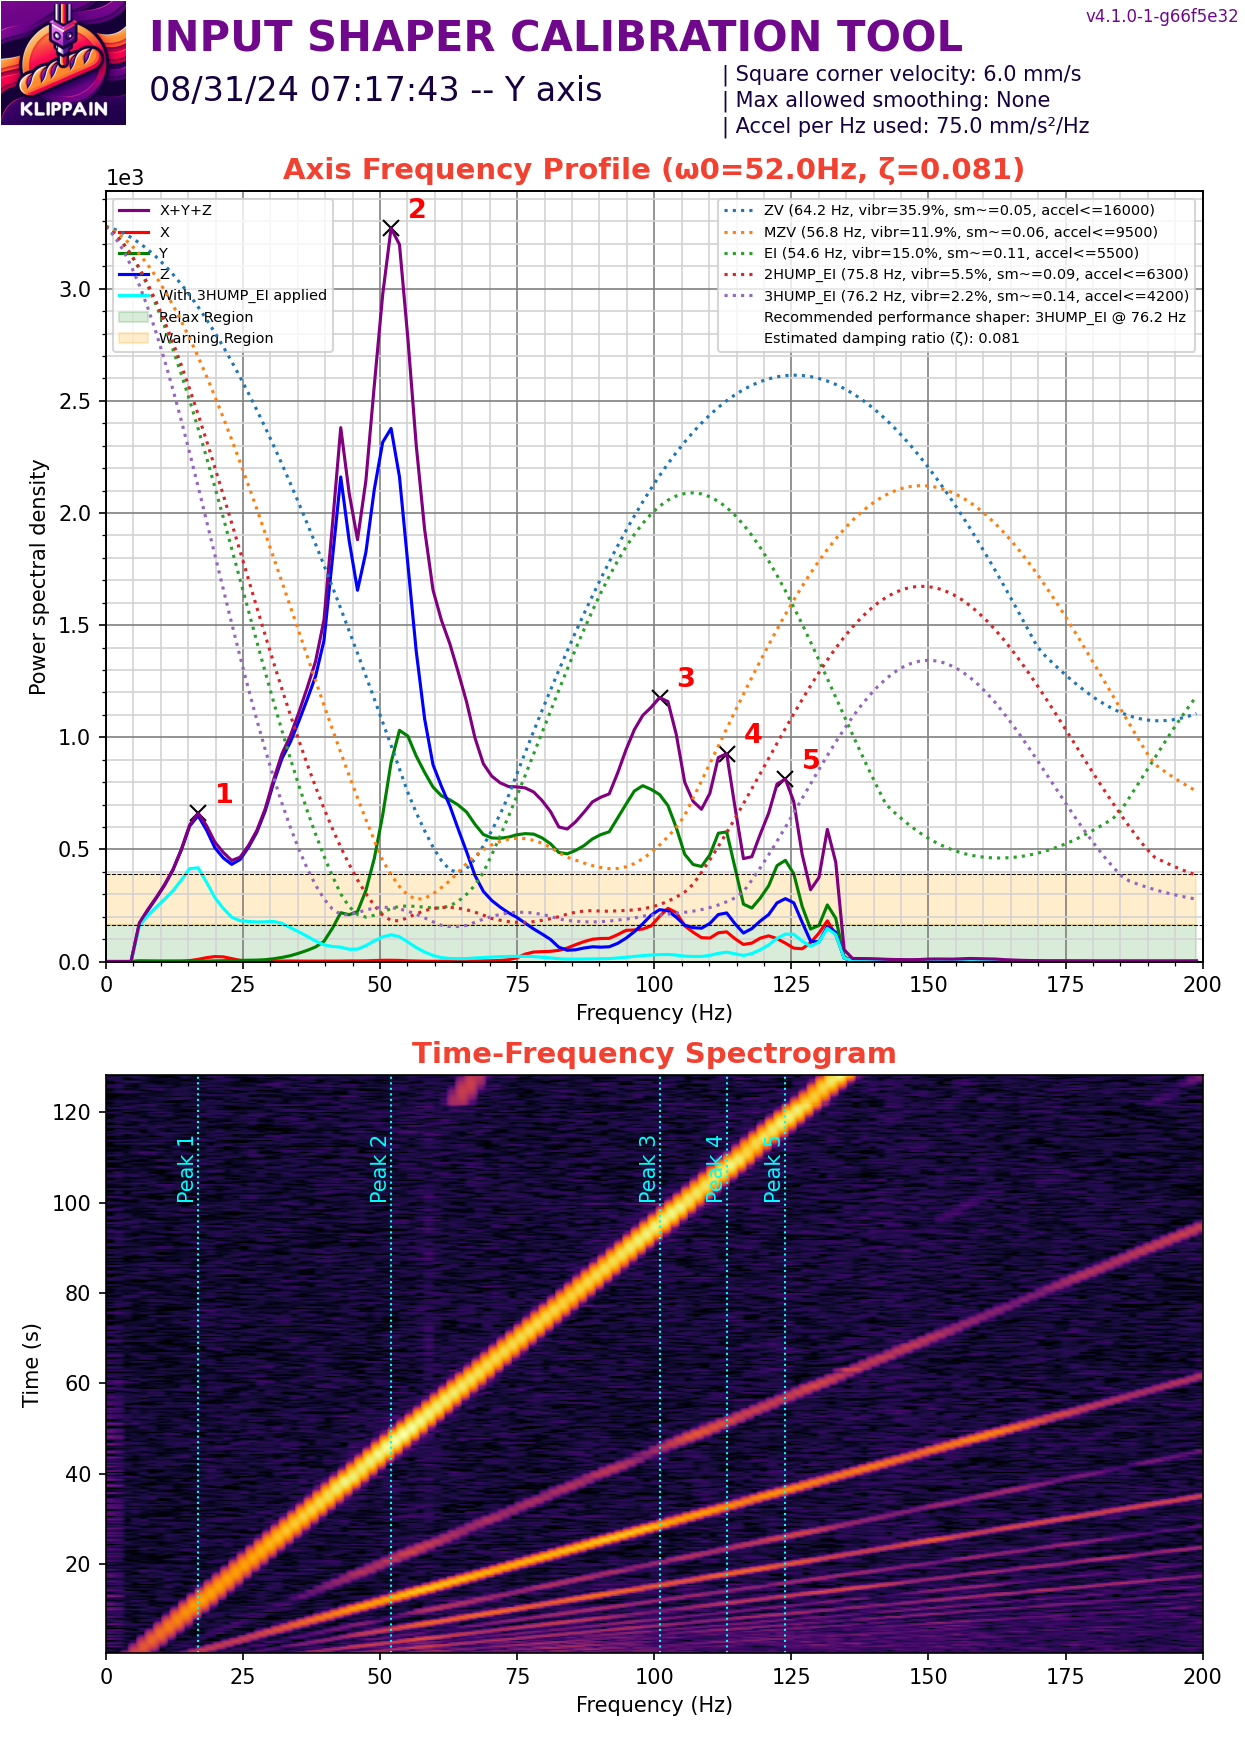 v4.1.0-1-g66f5e32
INPUT SHAPER CALIBRATION TOOL
08/31/24 07:17:43 -- Y axis
| Square corner velocity: 6.0 mm/s
| Max allowed smoothing: None
| Accel per Hz used: 75.0 mm/s²/Hz
KLIPPAIN
Axis Frequency Profile (ω0=52.0Hz, ζ=0.081)
1e3
X+Y+Z
X
Y
Z
With 3HUMP_EI applied
Relax Region
Warning Region
ZV (64.2 Hz, vibr=35.9%, sm~=0.05, accel<=16000)
MZV (56.8 Hz, vibr=11.9%, sm~=0.06, accel<=9500)
EI (54.6 Hz, vibr=15.0%, sm~=0.11, accel<=5500)
2HUMP_EI (75.8 Hz, vibr=5.5%, sm~=0.09, accel<=6300)
3HUMP_EI (76.2 Hz, vibr=2.2%, sm~=0.14, accel<=4200)
Recommended performance shaper: 3HUMP_EI @ 76.2 Hz
Estimated damping ratio (ζ): 0.081
1
2
3
4
5
Power spectral density
3.0
2.5
2.0
1.5
1.0
0.5
0.0
0 25 50 75 100 125 150 175 200
Frequency (Hz)
Time-Frequency Spectrogram
Peak 1
Peak 2
Peak 3
Peak 4
Peak 5
Time (s)
120
100
80
60
40
20
0 25 50 75 100 125 150 175 200
Frequency (Hz)